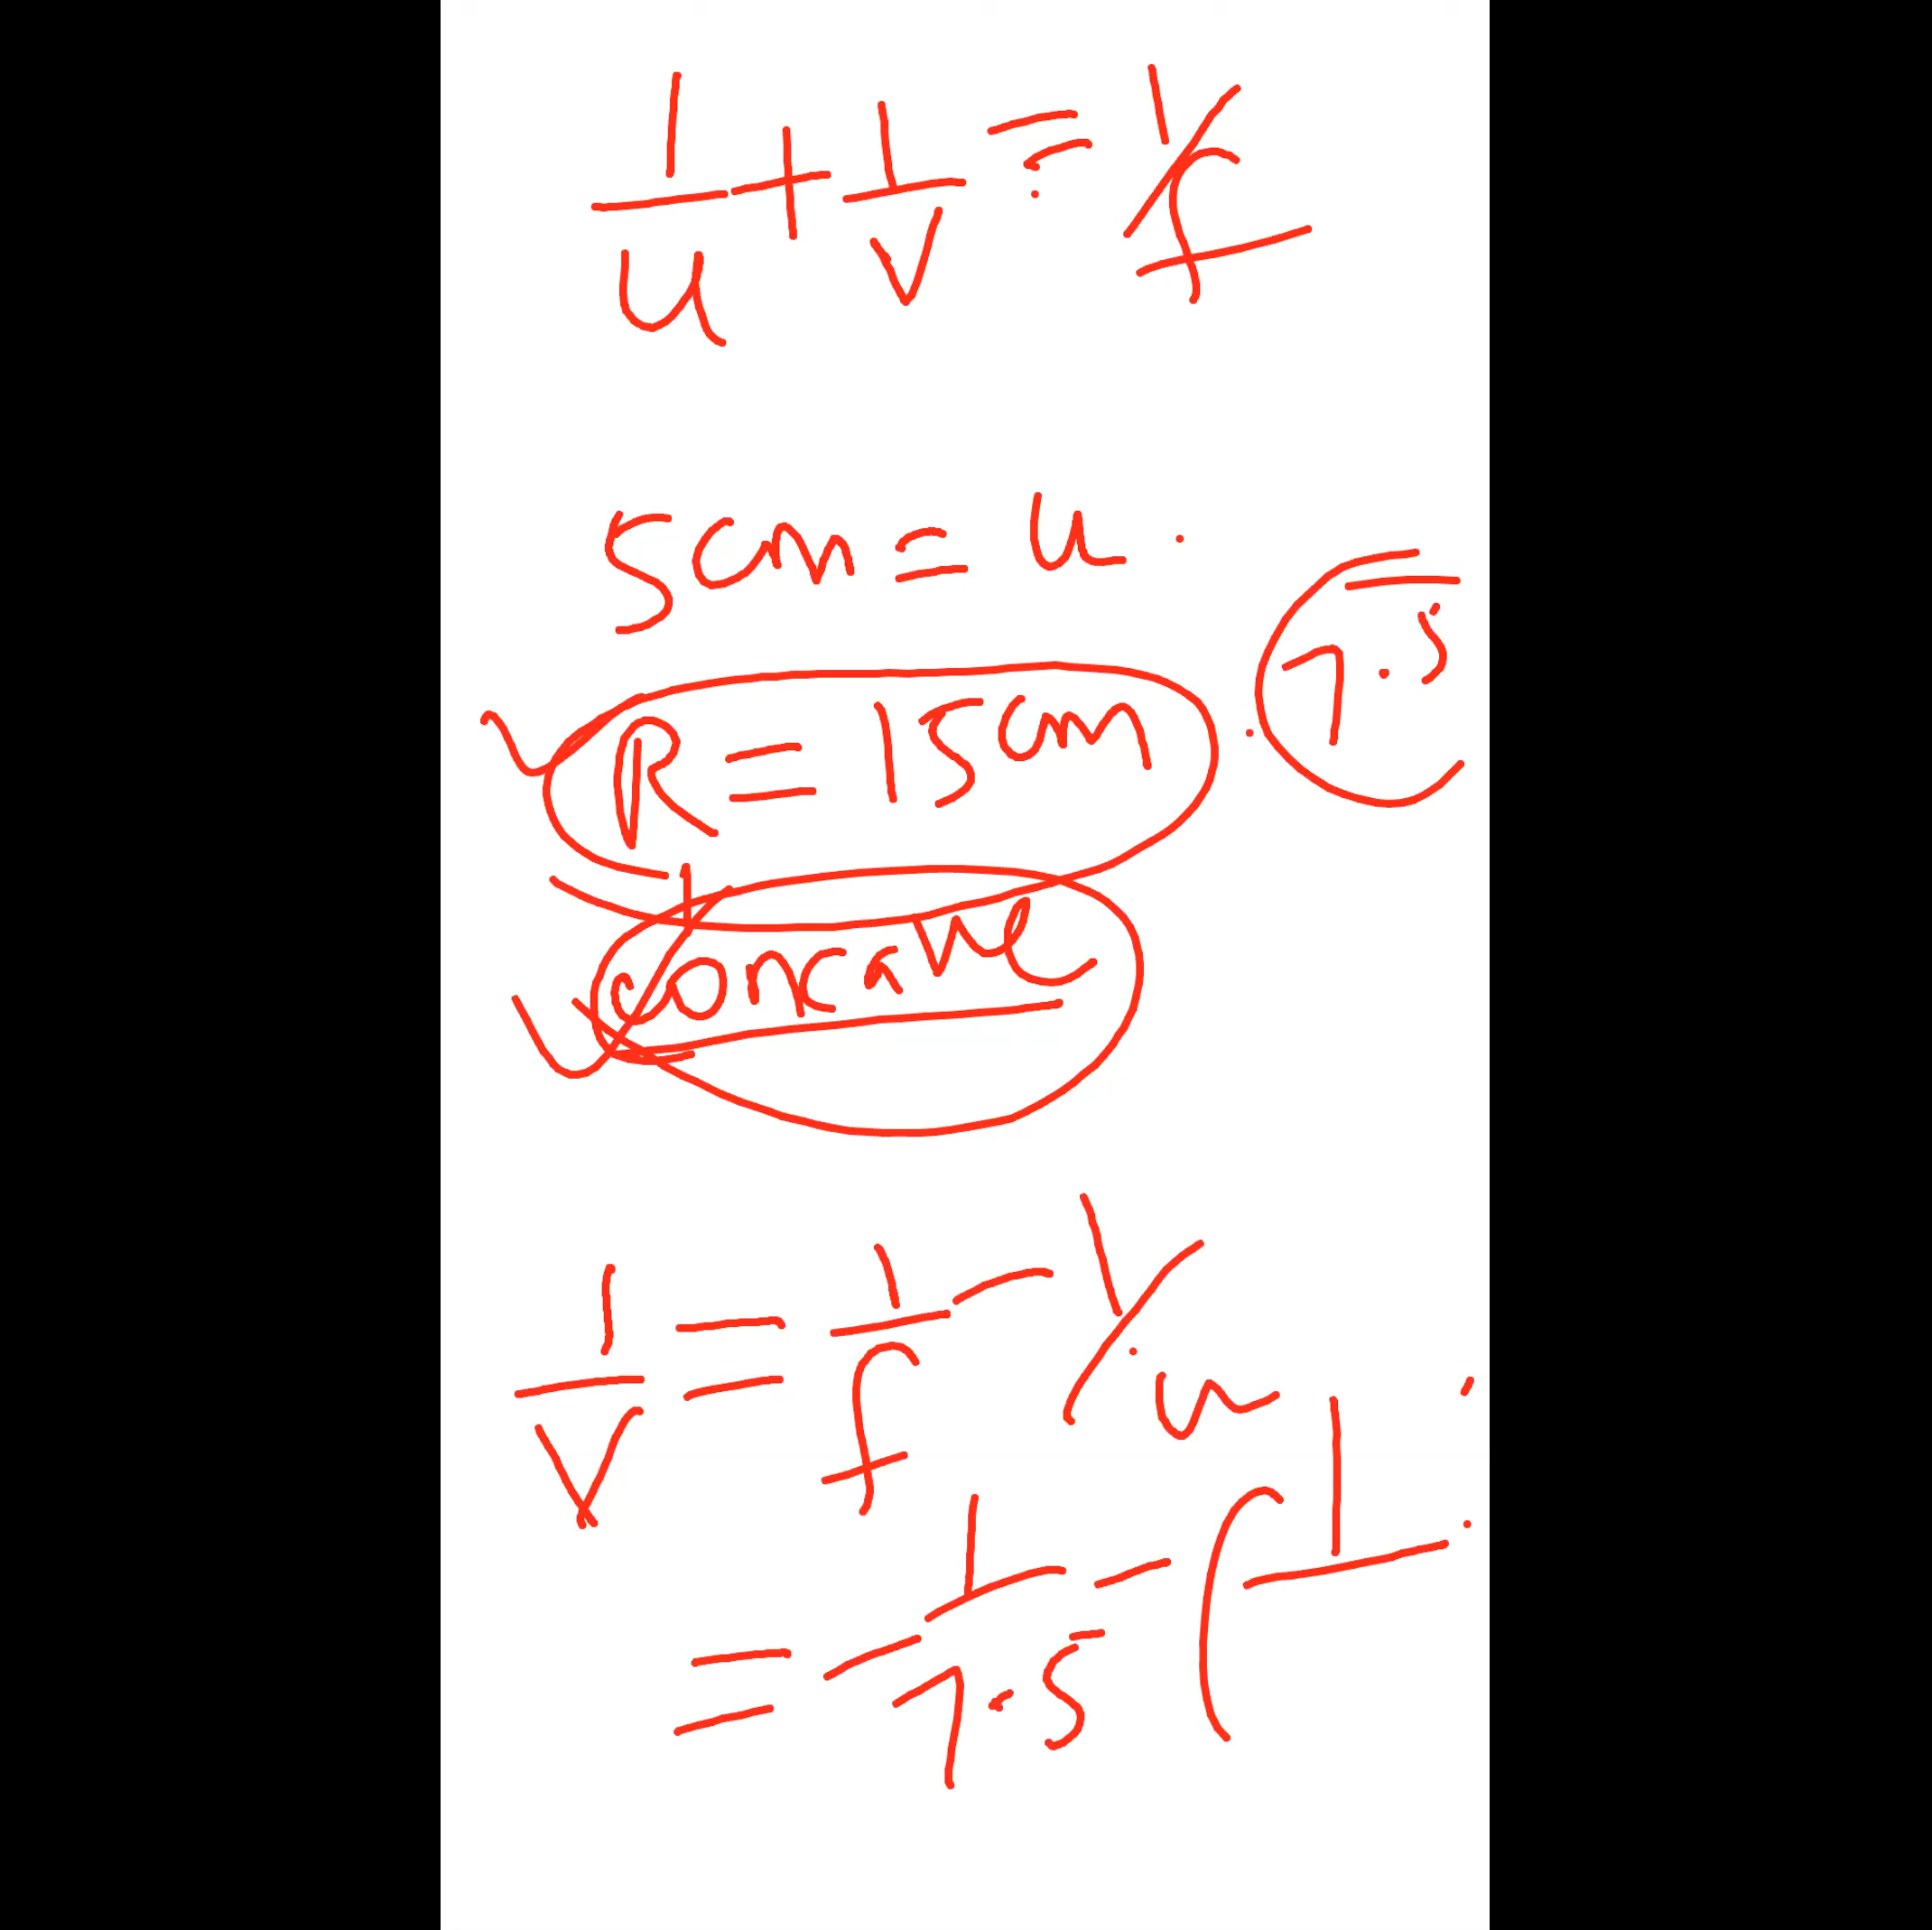 1/u + 1/v = 1/f
5cm = u .
7.5
R = 15cm
Concave
1/v = 1/f - 1/u
= - 1/7.5 - ( 1/